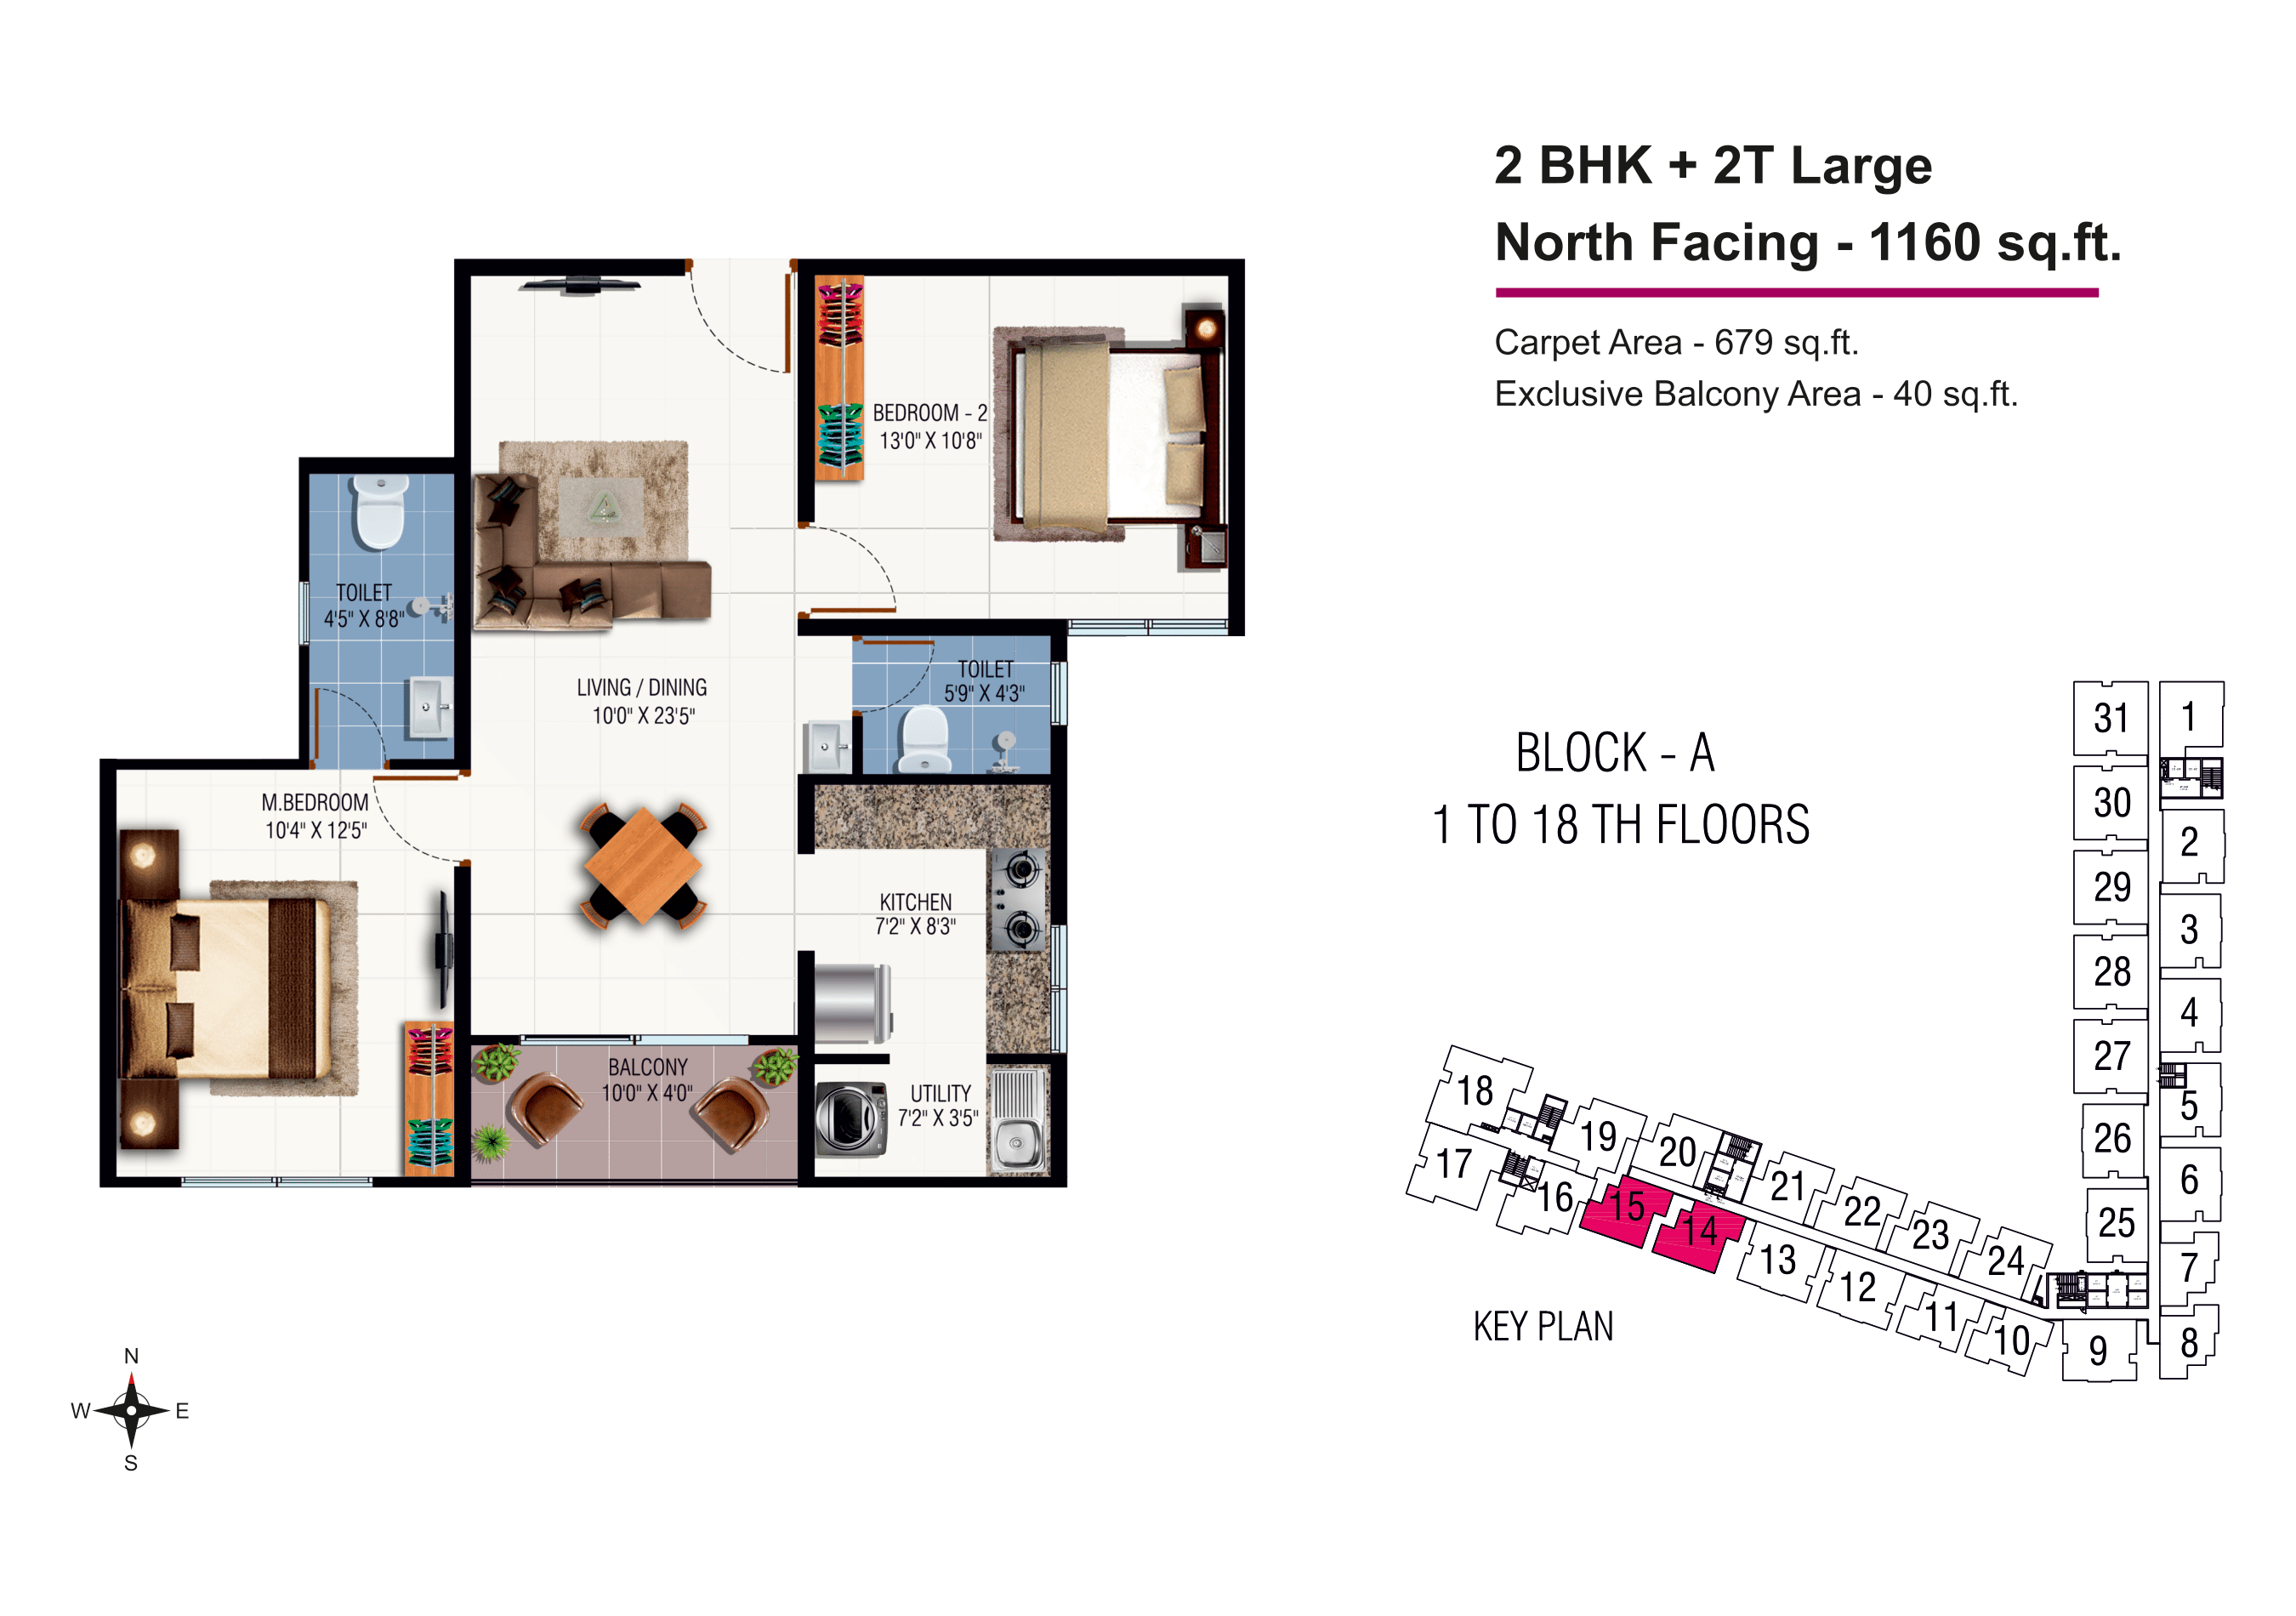 2 BHK + 2T Large
North Facing - 1160 sq.ft.
Carpet Area - 679 sq.ft.
Exclusive Balcony Area - 40 sq.ft.
BEDROOM - 2
13'0" X 10'8"
TOILET
4'5" X 8'8"
LIVING / DINING
10'0" X 23'5"
TOILET
5'9" X 4'3"
M.BEDROOM
10'4" X 12'5"
KITCHEN
7'2" X 8'3"
BALCONY
10'0" X 4'0"
UTILITY
7'2" X 3'5"
BLOCK - A
1 TO 18 TH FLOORS
31
1
30
2
29
3
28
4
27
5
26
6
25
7
8
9
18
19
20
21
22
23
24
17
16
15
14
13
12
11
10
KEY PLAN
N
W
E
S